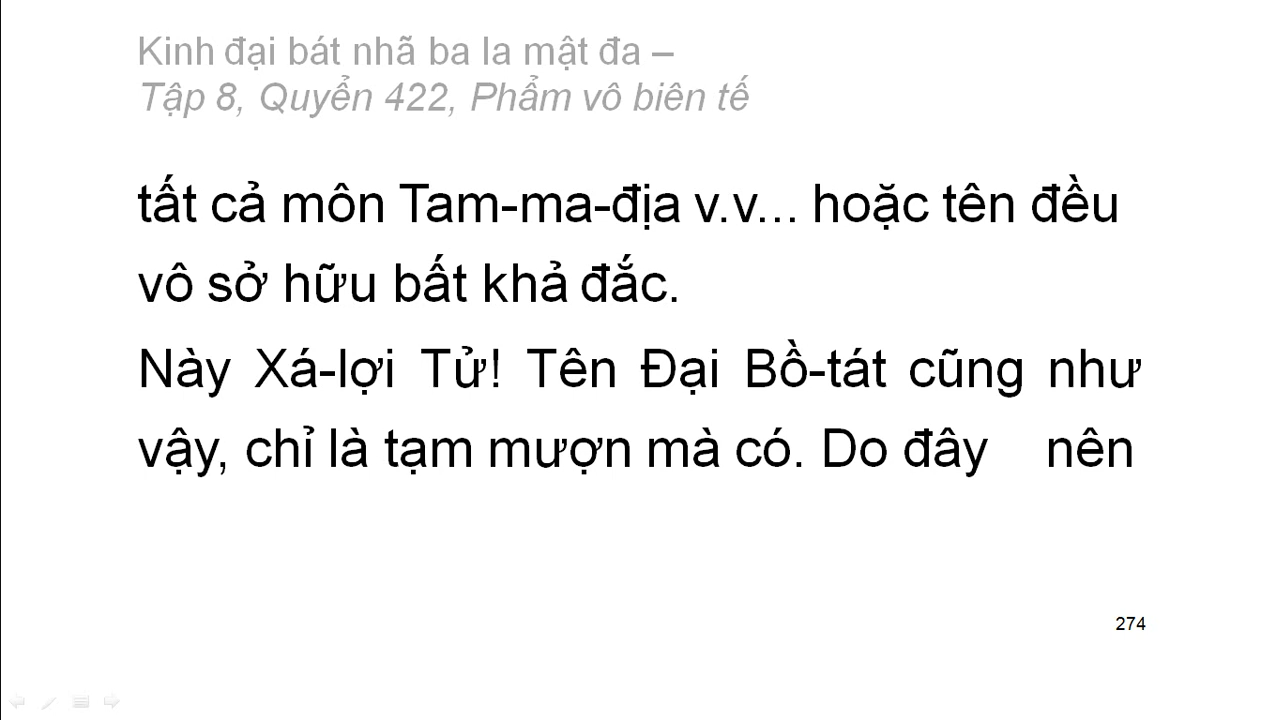 Kinh đại bát nhã ba la mật đa –
Tập 8, Quyển 422, Phẩm vô biên tế
tất cả môn Tam-ma-địa v.v... hoặc tên đều
vô sở hữu bất khả đắc.
Này Xá-lợi Tử! Tên Đại Bồ-tát cũng như
vậy, chỉ là tạm mượn mà có. Do đây nên
274